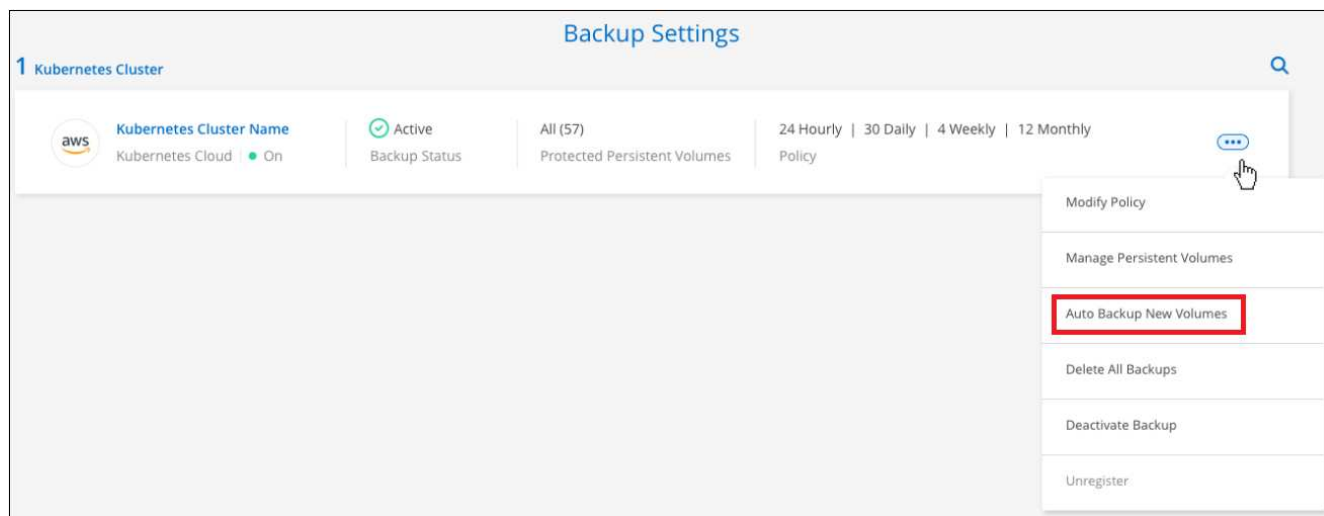 Backup Settings
1 Kubernetes Cluster
aws
Kubernetes Cluster Name
Kubernetes Cloud | On
Active
Backup Status
All (57)
Protected Persistent Volumes
24 Hourly | 30 Daily | 4 Weekly | 12 Monthly
Policy
Modify Policy
Manage Persistent Volumes
Auto Backup New Volumes
Delete All Backups
Deactivate Backup
Unregister